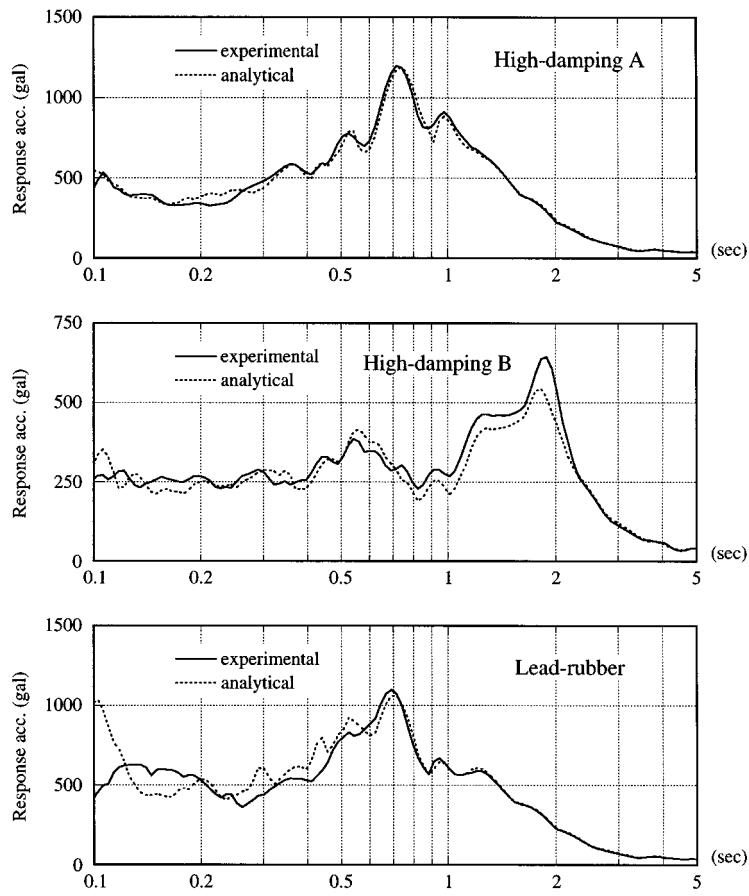 1500
experimental
High-damping A
analytical
1000
Response acc. (gal)
500
0
(sec)
0.1 0.2 0.5 1 2 5
750
experimental
High-damping B
analytical
500
Response acc. (gal)
250
0
(sec)
0.1 0.2 0.5 1 2 5
1500
experimental
Lead-rubber
analytical
1000
Response acc. (gal)
500
0
(sec)
0.1 0.2 0.5 1 2 5